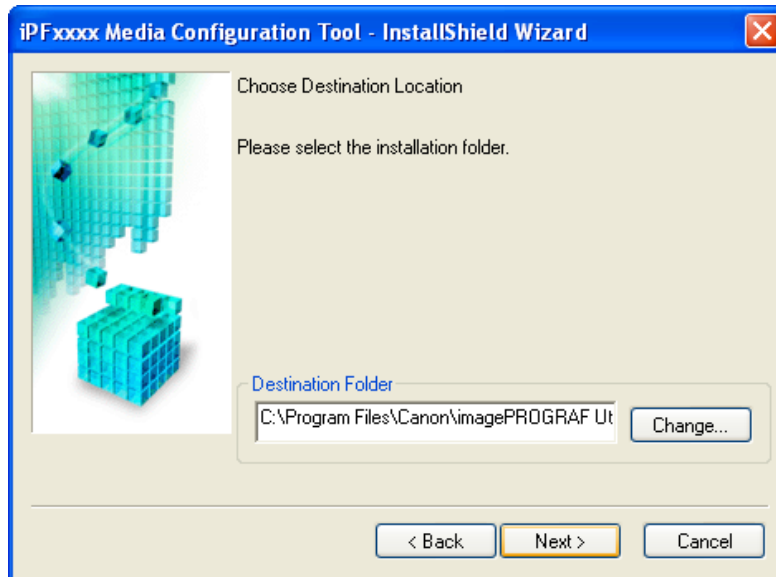 iPFxxxx Media Configuration Tool - InstallShield Wizard
Choose Destination Location
Please select the installation folder.
Destination Folder
C:\Program Files\Canon\imagePROGRAF Ut
Change...
< Back
Next >
Cancel